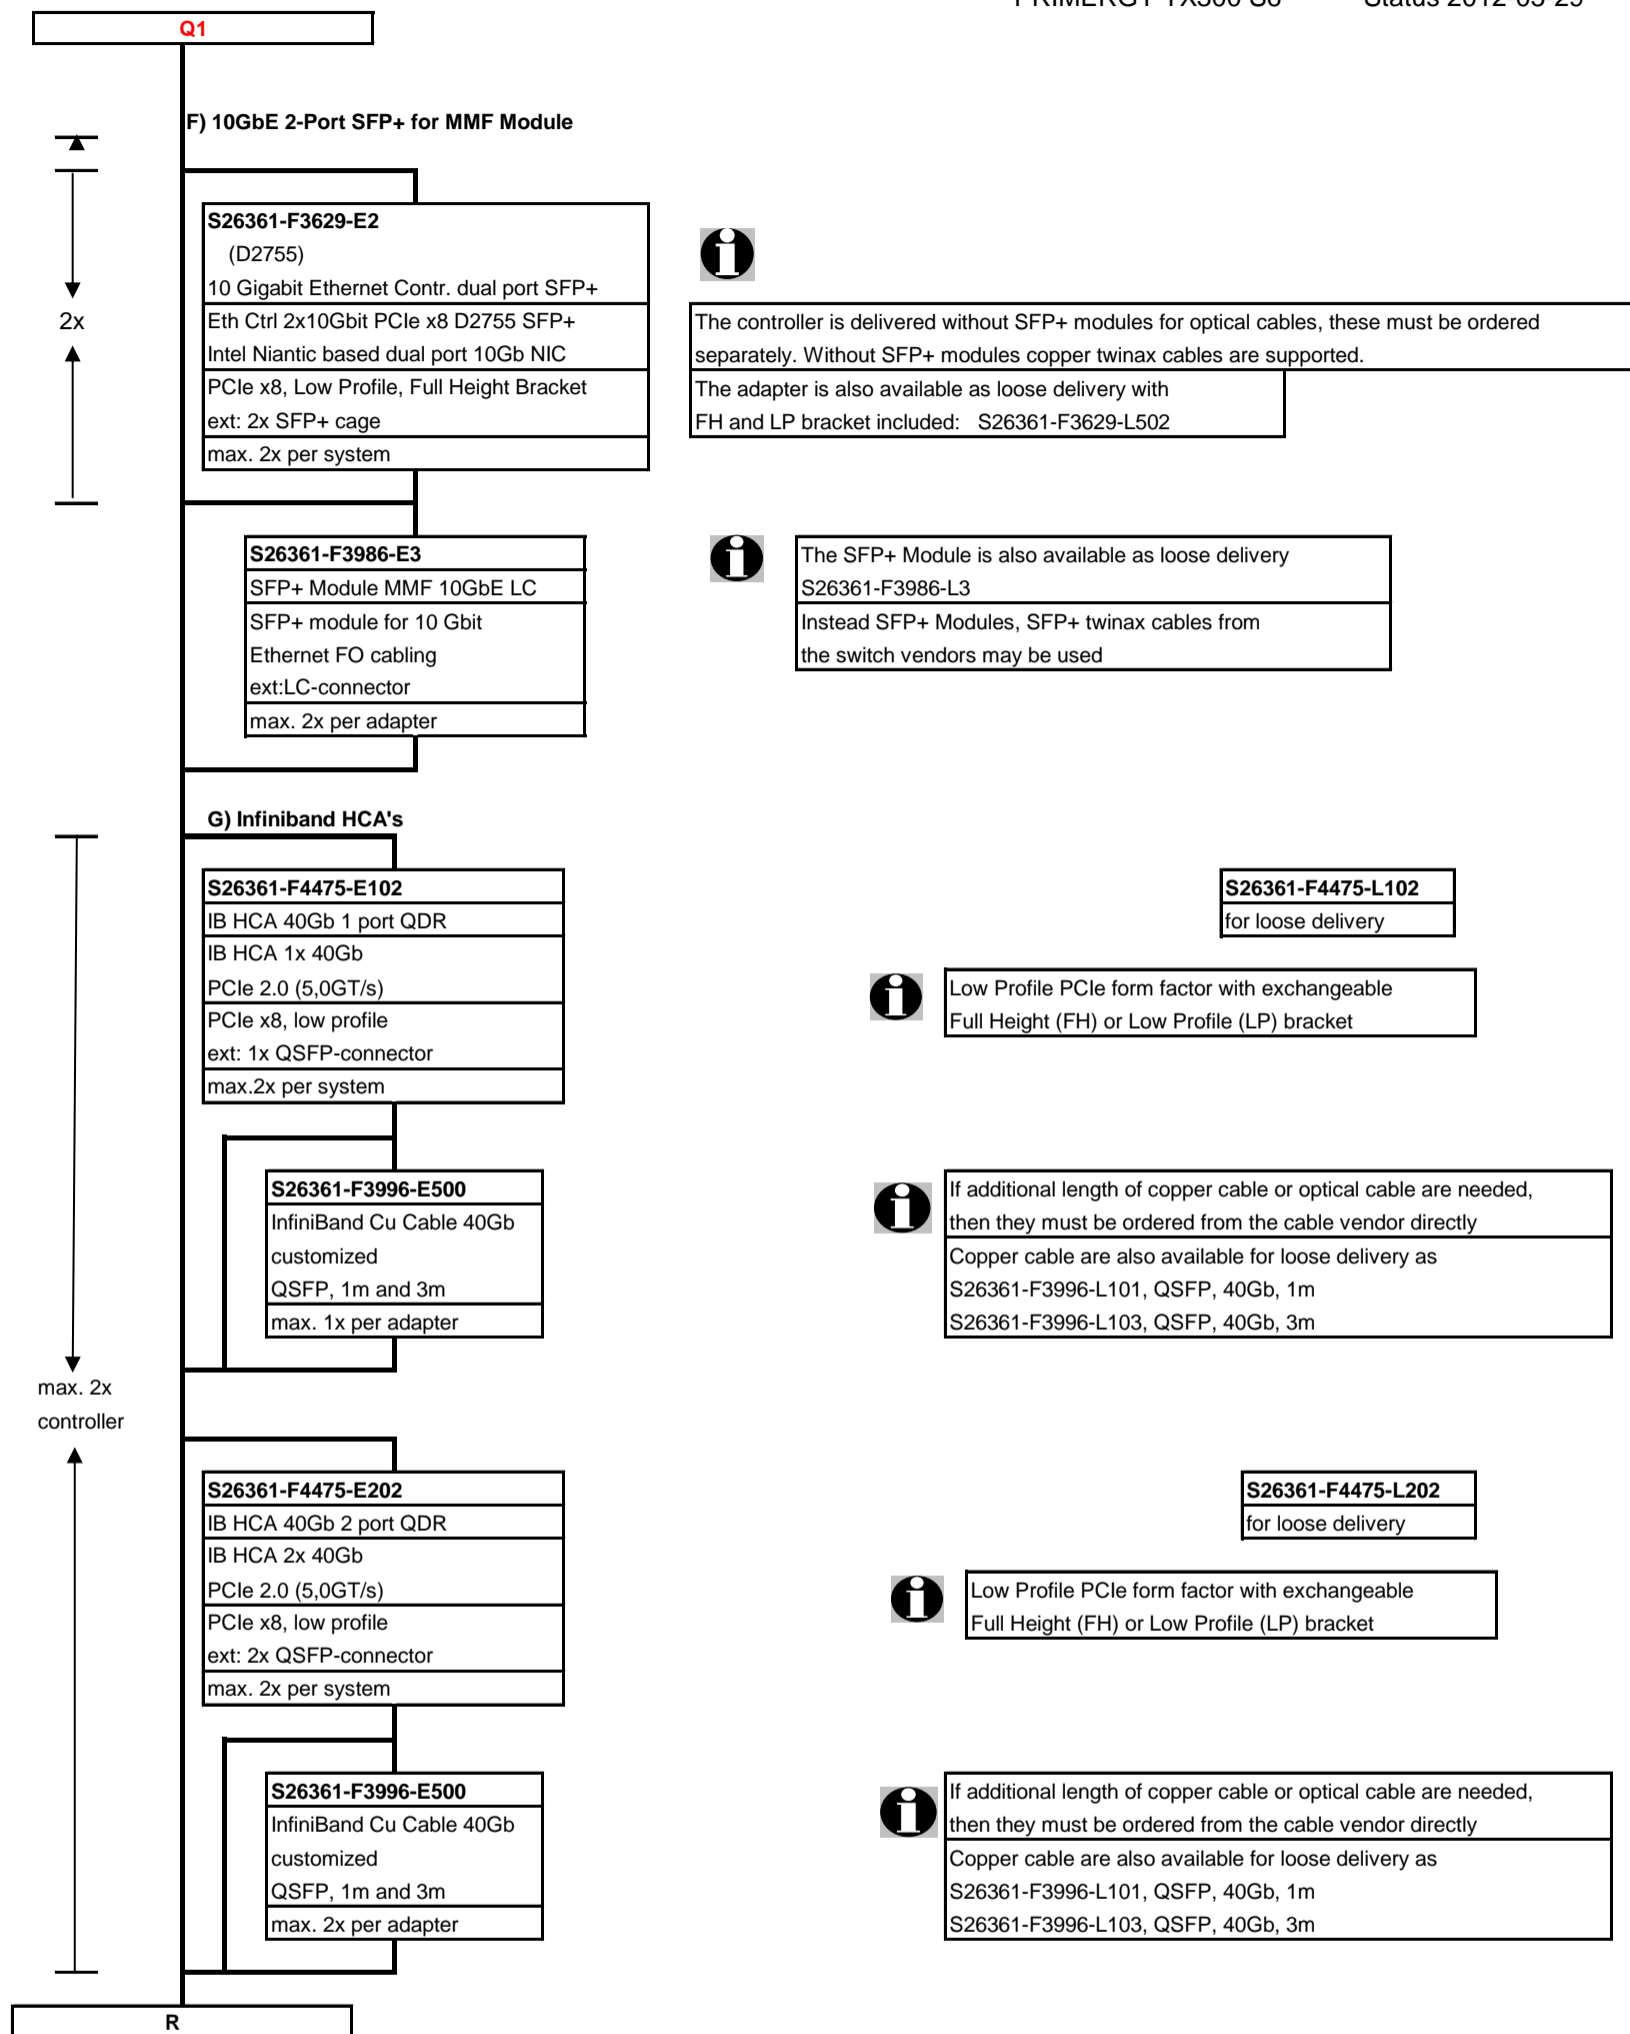 Q1
F) 10GbE 2-Port SFP+ for MMF Module
S26361-F3629-E2
(D2755)
10 Gigabit Ethernet Contr. dual port SFP+
2x
Eth Ctrl 2x10Gbit PCIe x8 D2755 SFP+
Intel Niantic based dual port 10Gb NIC
PCIe x8, Low Profile, Full Height Bracket
ext: 2x SFP+ cage
max. 2x per system
The controller is delivered without SFP+ modules for optical cables, these must be ordered
separately. Without SFP+ modules copper twinax cables are supported.
The adapter is also available as loose delivery with
FH and LP bracket included: S26361-F3629-L502
S26361-F3986-E3
SFP+ Module MMF 10GbE LC
SFP+ module for 10 Gbit
Ethernet FO cabling
ext:LC-connector
max. 2x per adapter
The SFP+ Module is also available as loose delivery
S26361-F3986-L3
Instead SFP+ Modules, SFP+ twinax cables from
the switch vendors may be used
G) Infiniband HCA's
S26361-F4475-E102
IB HCA 40Gb 1 port QDR
IB HCA 1x 40Gb
PCIe 2.0 (5,0GT/s)
PCIe x8, low profile
ext: 1x QSFP-connector
max.2x per system
S26361-F4475-L102
for loose delivery
Low Profile PCIe form factor with exchangeable
Full Height (FH) or Low Profile (LP) bracket
S26361-F3996-E500
InfiniBand Cu Cable 40Gb
customized
QSFP, 1m and 3m
max. 1x per adapter
If additional length of copper cable or optical cable are needed,
then they must be ordered from the cable vendor directly
Copper cable are also available for loose delivery as
S26361-F3996-L101, QSFP, 40Gb, 1m
S26361-F3996-L103, QSFP, 40Gb, 3m
max. 2x
controller
S26361-F4475-E202
IB HCA 40Gb 2 port QDR
IB HCA 2x 40Gb
PCIe 2.0 (5,0GT/s)
PCIe x8, low profile
ext: 2x QSFP-connector
max. 2x per system
S26361-F4475-L202
for loose delivery
Low Profile PCIe form factor with exchangeable
Full Height (FH) or Low Profile (LP) bracket
S26361-F3996-E500
InfiniBand Cu Cable 40Gb
customized
QSFP, 1m and 3m
max. 2x per adapter
If additional length of copper cable or optical cable are needed,
then they must be ordered from the cable vendor directly
Copper cable are also available for loose delivery as
S26361-F3996-L101, QSFP, 40Gb, 1m
S26361-F3996-L103, QSFP, 40Gb, 3m
R